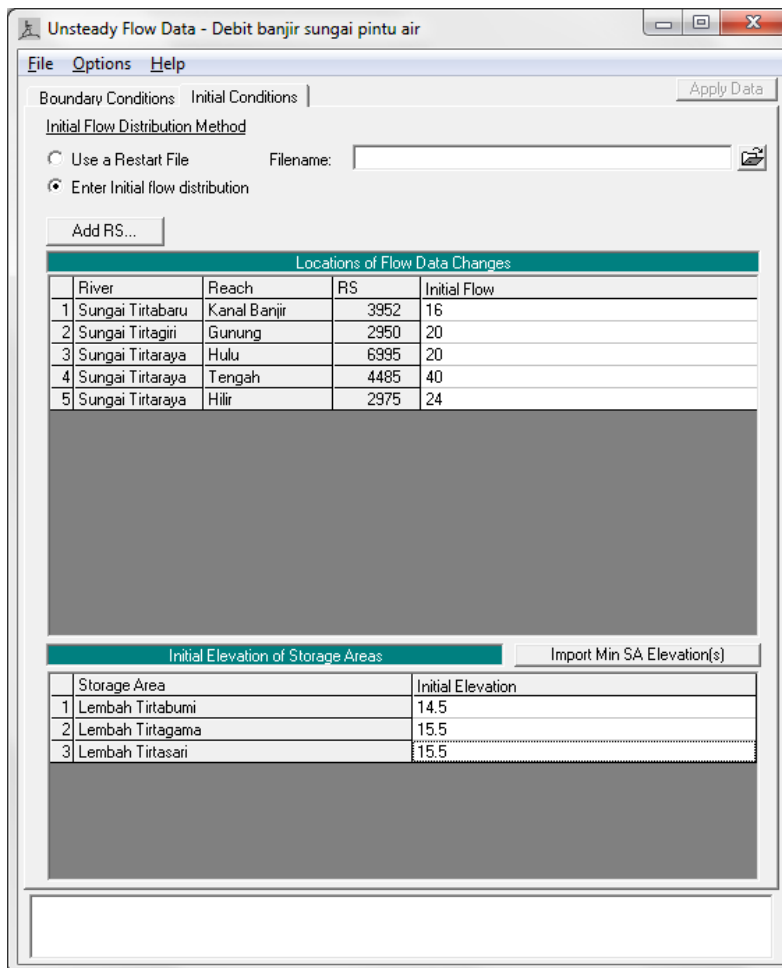 Unsteady Flow Data - Debit banjir sungai pintu air
File Options Help
Boundary Conditions Initial Conditions Apply Data
Initial Flow Distribution Method
Use a Restart File Filename:
Enter Initial flow distribution
Add RS...
Locations of Flow Data Changes
River Reach RS Initial Flow
1 Sungai Tirtabaru Kanal Banjir 3952 16
2 Sungai Tirtagiri Gunung 2950 20
3 Sungai Tirtaraya Hulu 6995 20
4 Sungai Tirtaraya Tengah 4485 40
5 Sungai Tirtaraya Hilir 2975 24
Initial Elevation of Storage Areas Import Min SA Elevation(s)
Storage Area Initial Elevation
1 Lembah Tirtabumi 14.5
2 Lembah Tirtagama 15.5
3 Lembah Tirtasari 15.5